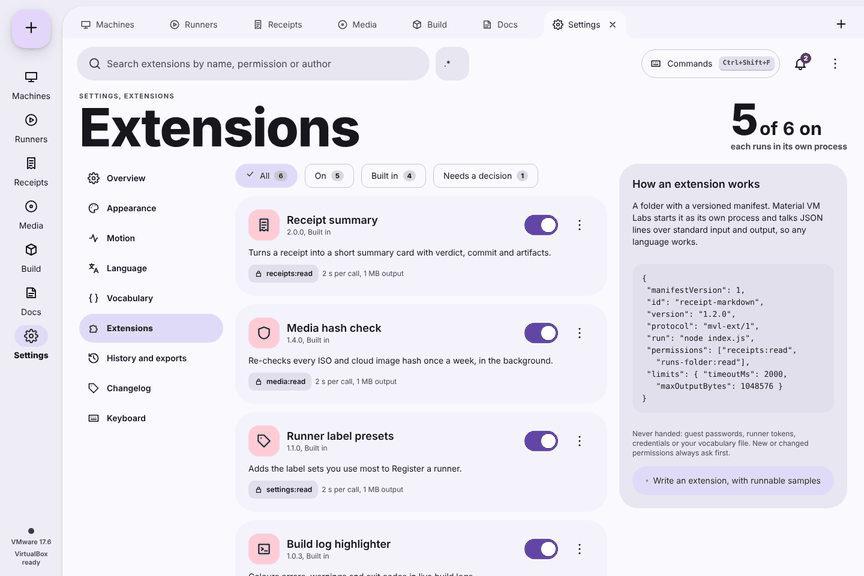 Machines
Runners
Receipts
Media
Build
Docs
Settings
Machines
Runners
Receipts
Media
Build
Docs
Settings
VMware 17.6
VirtualBox
ready
Search extensions by name, permission or author
.*
Commands Ctrl+Shift+F
2
SETTINGS, EXTENSIONS
Extensions
5 of 6 on
each runs in its own process
Overview
Appearance
Motion
Language
Vocabulary
Extensions
History and exports
Changelog
Keyboard
All 6
On 5
Built in 4
Needs a decision 1
Receipt summary
2.0.0, Built in
Turns a receipt into a short summary card with verdict, commit and artifacts.
receipts:read 2 s per call, 1 MB output
Media hash check
1.4.0, Built in
Re-checks every ISO and cloud image hash once a week, in the background.
media:read 2 s per call, 1 MB output
Runner label presets
1.1.0, Built in
Adds the label sets you use most to Register a runner.
settings:read 2 s per call, 1 MB output
Build log highlighter
1.0.3, Built in
Colours errors, warnings and exit codes in live build logs.
How an extension works
A folder with a versioned manifest. Material VM
Labs starts it as its own process and talks JSON
lines over standard input and output, so any
language works.
{
"manifestVersion": 1,
"id": "receipt-markdown",
"version": "1.2.0",
"protocol": "mvl-ext/1",
"run": "node index.js",
"permissions": ["receipts:read",
"runs-folder:read"],
"limits": { "timeoutMs": 2000,
"maxOutputBytes": 1048576 }
}
Never handed: guest passwords, runner tokens,
credentials or your vocabulary file. New or changed
permissions always ask first.
Write an extension, with runnable samples